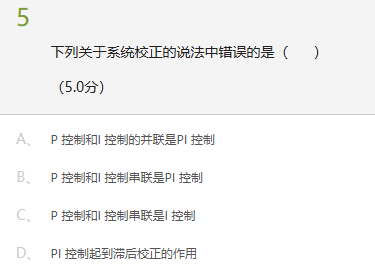 5
下列关于系统校正的说法中错误的是（　　）
（5.0分）
A、 P 控制和I 控制的并联是PI 控制
B、 P 控制和I 控制串联是PI 控制
C、 P 控制和I 控制串联是I 控制
D、 PI 控制起到滞后校正的作用